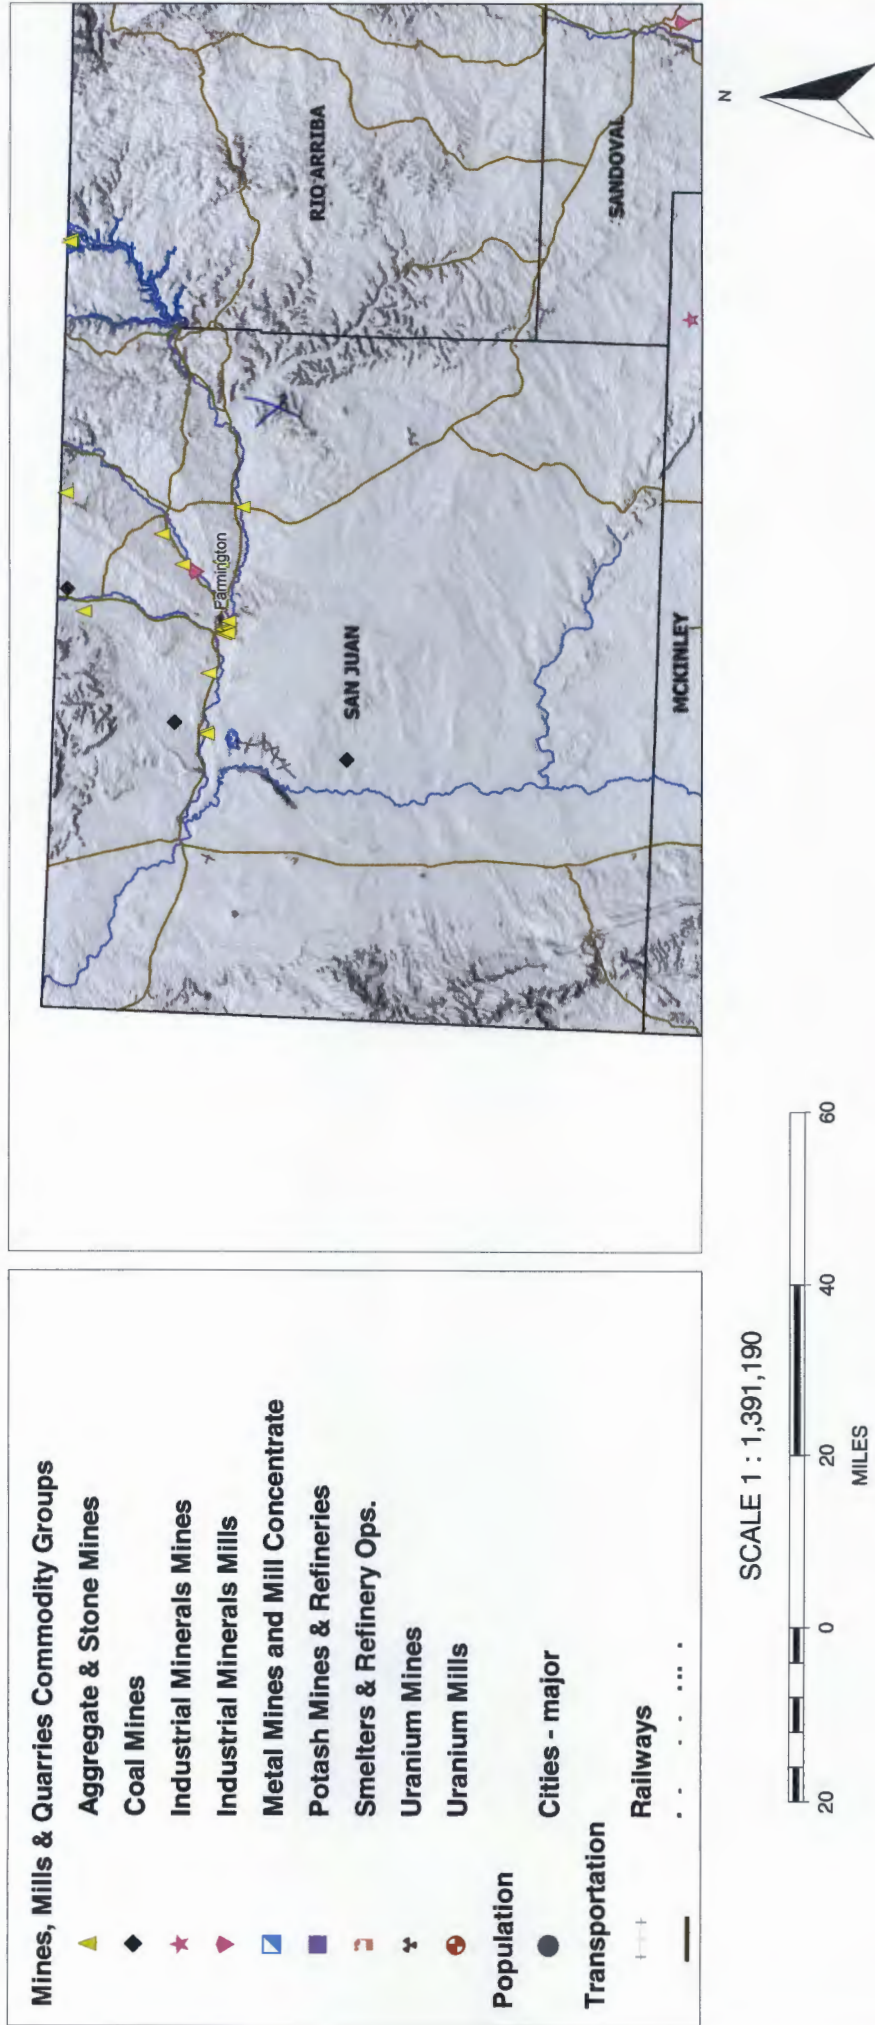 Mines, Mills & Quarries Commodity Groups
Aggregate & Stone Mines
Coal Mines
Industrial Minerals Mines
Industrial Minerals Mills
Metal Mines and Mill Concentrate
Potash Mines & Refineries
Smelters & Refinery Ops.
Uranium Mines
Uranium Mills
Population
Cities - major
Transportation
Railways
Farmington
RIO ARRIBA
SAN JUAN
SANDOVAL
MCKINLEY
SCALE 1 : 1,391,190
20 0 20 40 60
MILES
N